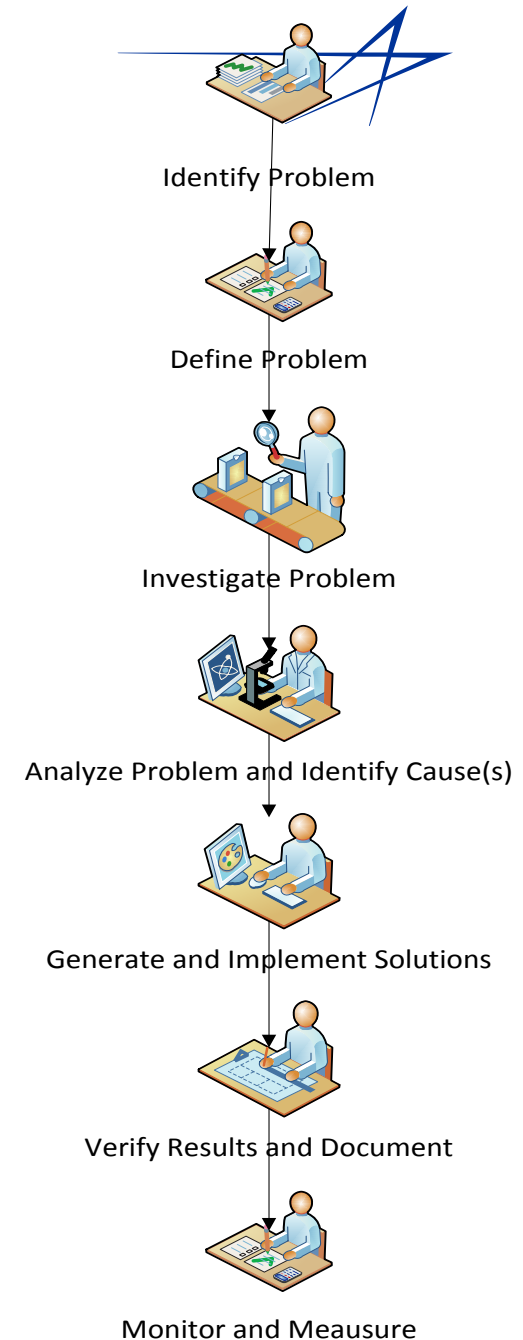 Identify Problem
Define Problem
Investigate Problem
Analyze Problem and Identify Cause(s)
Generate and Implement Solutions
Verify Results and Document
Monitor and Meausure